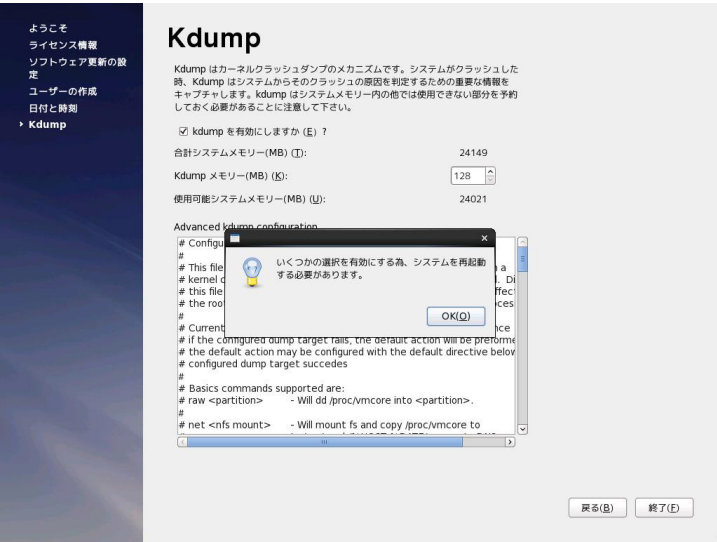 ようこそ
ライセンス情報
ソフトウェア更新の設
定
ユーザーの作成
日付と時刻
Kdump
Kdump
Kdump はカーネルクラッシュダンプのメカニズムです。システムがクラッシュした
時、Kdump はシステムからそのクラッシュの原因を判定するための重要な情報を
キャプチャします。kdump はシステムメモリー内の他では使用できない部分を予約
しておく必要があることに注意して下さい。
kdump を有効にしますか (E) ?
合計システムメモリー(MB) (T): 24149
Kdump メモリー(MB) (K): 128
使用可能システムメモリー(MB) (U): 24021
Advanced kdump configuration
# Configu
#
# This file
# kernel
# this file
# the root
#
# Current
いくつかの選択を有効にする為、システムを再起動
する必要があります。
OK(O)
# if the configured dump target fails, the default action will be preforme
# the default action may be configured with the default directive below
# configured dump target succedes
#
# Basics commands supported are:
# raw <partition> - Will dd /proc/vmcore into <partition>.
#
# net <nfs mount> - Will mount fs and copy /proc/vmcore to
戻る(B) 終了(F)